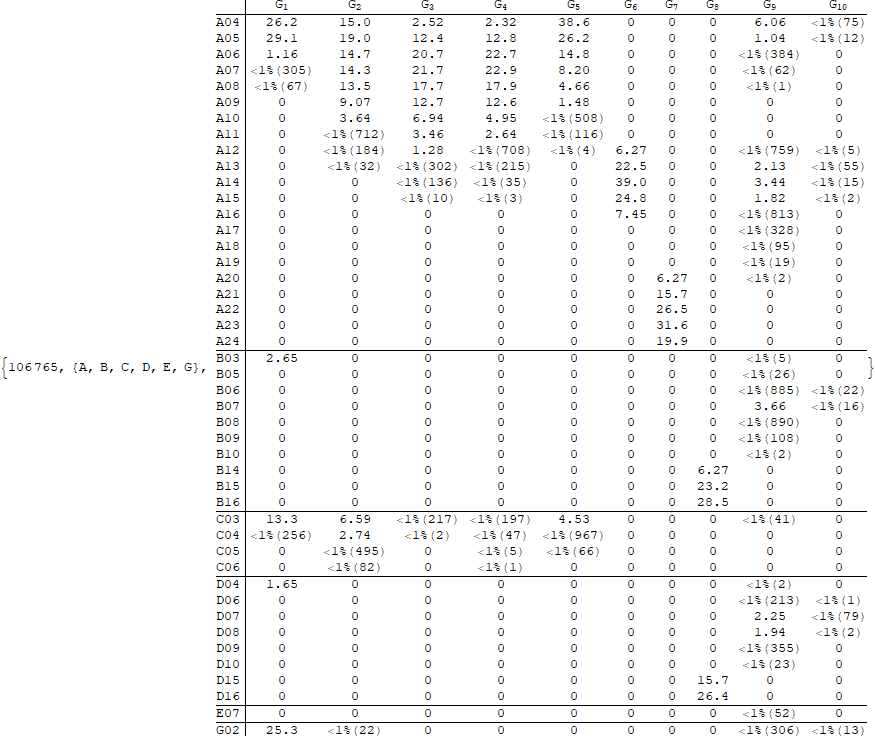 G1 G2 G3 G4 G5 G6 G7 G8 G9 G10
A04 26.2 15.0 2.52 2.32 38.6 0 0 0 6.06 <1%(75)
A05 29.1 19.0 12.4 12.8 26.2 0 0 0 1.04 <1%(12)
A06 1.16 14.7 20.7 22.7 14.8 0 0 0 <1%(384) 0
A07 <1%(305) 14.3 21.7 22.9 8.20 0 0 0 <1%(62) 0
A08 <1%(67) 13.5 17.7 17.9 4.66 0 0 0 <1%(1) 0
A09 0 9.07 12.7 12.6 1.48 0 0 0 0 0
A10 0 3.64 6.94 4.95 <1%(508) 0 0 0 0 0
A11 0 <1%(712) 3.46 2.64 <1%(116) 0 0 0 0 0
A12 0 <1%(184) 1.28 <1%(708) <1%(4) 6.27 0 0 <1%(759) <1%(5)
A13 0 <1%(32) <1%(302) <1%(215) 0 22.5 0 0 2.13 <1%(55)
A14 0 0 <1%(136) <1%(35) 0 39.0 0 0 3.44 <1%(15)
A15 0 0 <1%(10) <1%(3) 0 24.8 0 0 1.82 <1%(2)
A16 0 0 0 0 0 7.45 0 0 <1%(813) 0
A17 0 0 0 0 0 0 0 0 <1%(328) 0
A18 0 0 0 0 0 0 0 0 <1%(95) 0
A19 0 0 0 0 0 0 0 0 <1%(19) 0
A20 0 0 0 0 0 0 6.27 0 <1%(2) 0
A21 0 0 0 0 0 0 15.7 0 0 0
A22 0 0 0 0 0 0 26.5 0 0 0
A23 0 0 0 0 0 0 31.6 0 0 0
A24 0 0 0 0 0 0 19.9 0 0 0
B03 2.65 0 0 0 0 0 0 0 <1%(5) 0
{106765, {A, B, C, D, E, G}, }
B05 0 0 0 0 0 0 0 0 <1%(26) 0
B06 0 0 0 0 0 0 0 0 <1%(885) <1%(22)
B07 0 0 0 0 0 0 0 0 3.66 <1%(16)
B08 0 0 0 0 0 0 0 0 <1%(890) 0
B09 0 0 0 0 0 0 0 0 <1%(108) 0
B10 0 0 0 0 0 0 0 0 <1%(2) 0
B14 0 0 0 0 0 0 0 6.27 0 0
B15 0 0 0 0 0 0 0 23.2 0 0
B16 0 0 0 0 0 0 0 28.5 0 0
C03 13.3 6.59 <1%(217) <1%(197) 4.53 0 0 0 <1%(41) 0
C04 <1%(256) 2.74 <1%(2) <1%(47) <1%(967) 0 0 0 0 0
C05 0 <1%(495) 0 <1%(5) <1%(66) 0 0 0 0 0
C06 0 <1%(82) 0 <1%(1) 0 0 0 0 0 0
D04 1.65 0 0 0 0 0 0 0 <1%(2) 0
D06 0 0 0 0 0 0 0 0 <1%(213) <1%(1)
D07 0 0 0 0 0 0 0 0 2.25 <1%(79)
D08 0 0 0 0 0 0 0 0 1.94 <1%(2)
D09 0 0 0 0 0 0 0 0 <1%(355) 0
D10 0 0 0 0 0 0 0 0 <1%(23) 0
D15 0 0 0 0 0 0 0 15.7 0 0
D16 0 0 0 0 0 0 0 26.4 0 0
E07 0 0 0 0 0 0 0 0 <1%(52) 0
G02 25.3 <1%(22) 0 0 0 0 0 0 <1%(306) <1%(13)